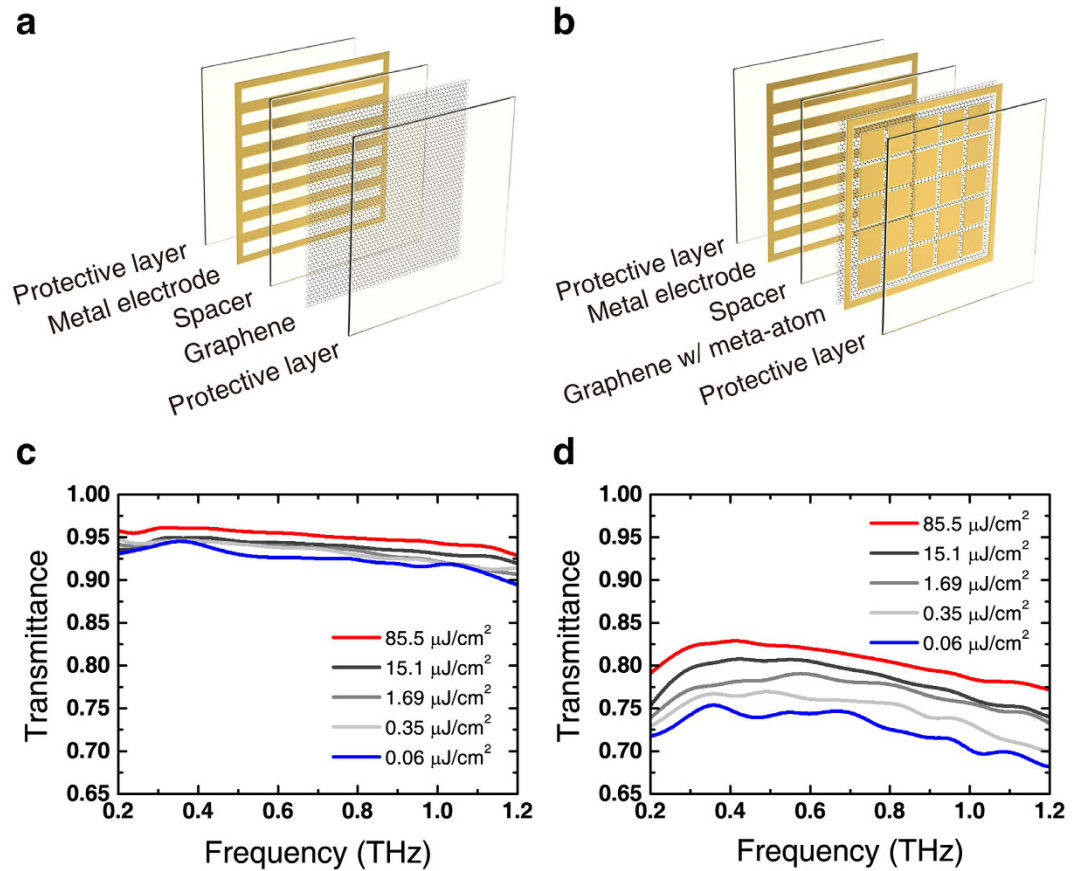 a
Protective layer
Metal electrode
Spacer
Graphene
Protective layer
b
Protective layer
Metal electrode
Spacer
Graphene w/ meta-atom
Protective layer
c
1.00
0.95
0.90
0.85
0.80
0.75
0.70
0.65
Transmittance
85.5 μJ/cm²
15.1 μJ/cm²
1.69 μJ/cm²
0.35 μJ/cm²
0.06 μJ/cm²
0.2 0.4 0.6 0.8 1.0 1.2
Frequency (THz)
d
1.00
0.95
0.90
0.85
0.80
0.75
0.70
0.65
Transmittance
85.5 μJ/cm²
15.1 μJ/cm²
1.69 μJ/cm²
0.35 μJ/cm²
0.06 μJ/cm²
0.2 0.4 0.6 0.8 1.0 1.2
Frequency (THz)